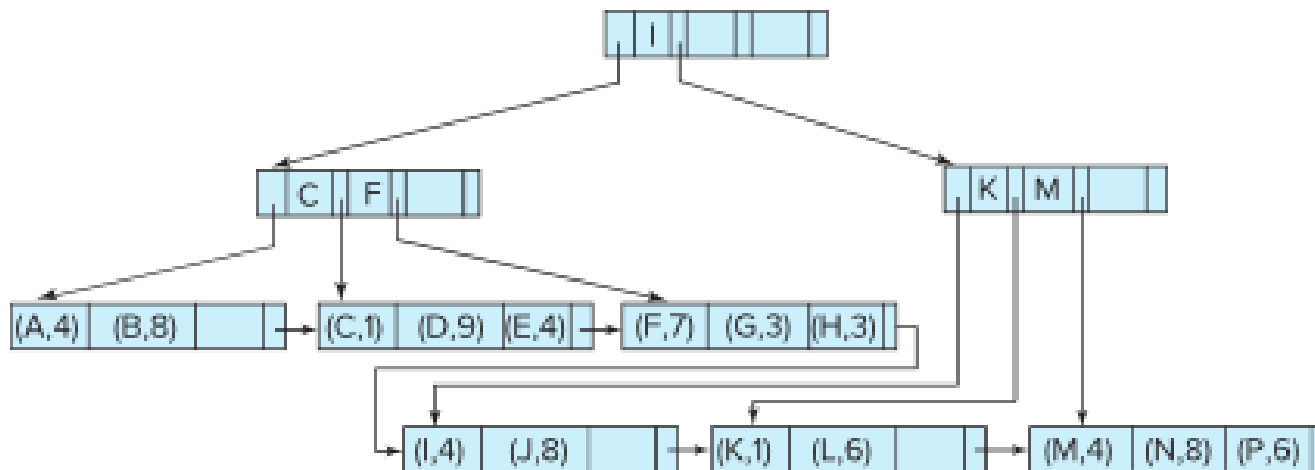 I
C F
K M
(A,4) (B,8)
(C,1) (D,9) (E,4)
(F,7) (G,3) (H,3)
(I,4) (J,8)
(K,1) (L,6)
(M,4) (N,8) (P,6)